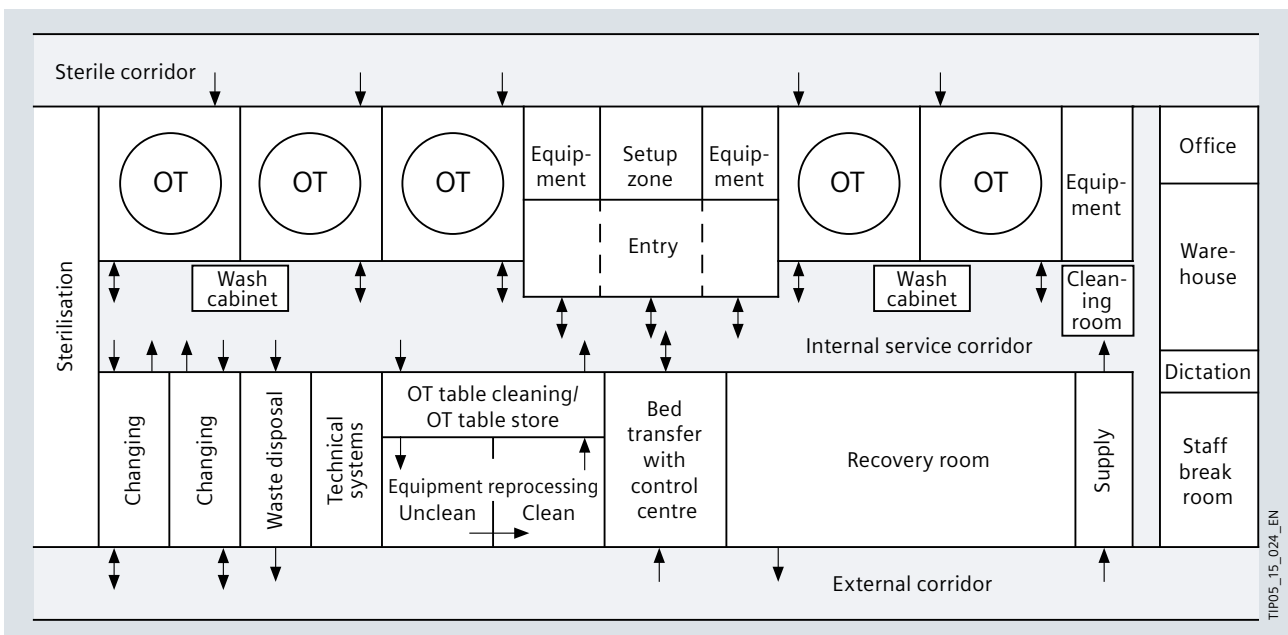 Sterile corridor
OT
OT
OT
Equip-
ment
Setup
zone
Equip-
ment
OT
OT
Equip-
ment
Office
Entry
Ware-
house
Sterilisation
Wash
cabinet
Wash
cabinet
Clean-
ing
room
Internal service corridor
Dictation
Changing
Changing
Waste disposal
Technical
systems
OT table cleaning/
OT table store
Equipment reprocessing
Unclean
Clean
Bed
transfer
with
control
centre
Recovery room
Supply
Staff
break
room
External corridor
TIP05_15_024_EN